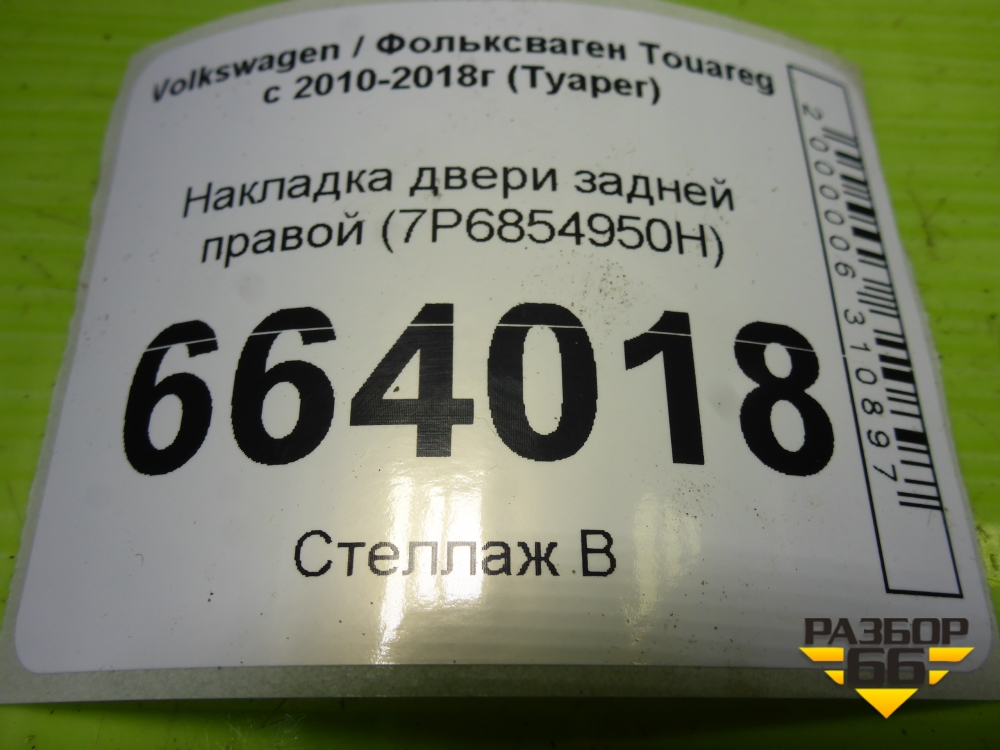 Volkswagen / Фольксваген Touareg
с 2010-2018г (Туарег)
Накладка двери задней
правой (7P6854950H)
664018
Стеллаж В
2000006310897
РАЗБОР
66